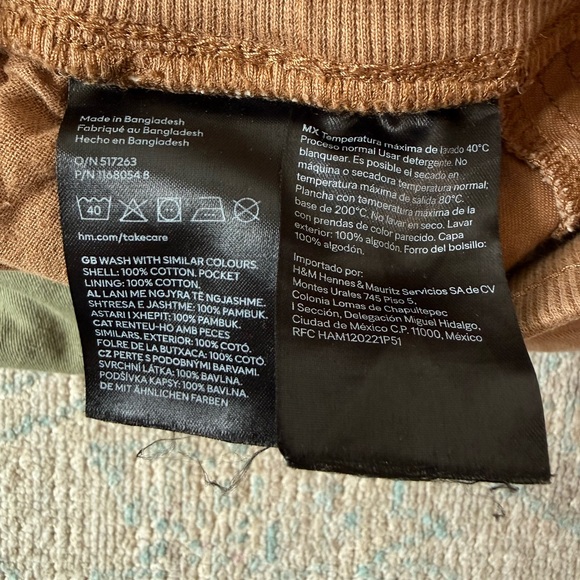 Made in Bangladesh
Fabriqué au Bangladesh
Hecho en Bangladesh
O/N 517263
P/N 1168054 8
40
hm.com/takecare
GB WASH WITH SIMILAR COLOURS.
SHELL: 100% COTTON. POCKET
LINING: 100% COTTON.
AL LANI ME NGJYRA TË NGJASHME.
SHTRESA E JASHTME: 100% PAMBUK.
ASTARI I XHEPIT: 100% PAMBUK.
CAT RENTEU-HO AMB PECES
SIMILARS. EXTERIOR: 100% COTÓ.
FOLRE DE LA BUTXACA: 100% COTÓ.
CZ PERTE S PODOBNÝMI BARVAMI.
SVRCHNÍ LÁTKA: 100% BAVLNA.
PODŠÍVKA KAPSY: 100% BAVLNA.
DE MIT ÄHNLICHEN FARBEN
MX Temperatura máxima de lavado 40°C
Proceso normal Usar detergente. No
blanquear. Es posible el secado en
máquina o secadora temperatura normal;
temperatura máxima de salida 80°C.
Plancha con temperatura máxima de la
base de 200°C. No lavar en seco. Lavar
con prendas de color parecido. Capa
exterior: 100% algodón. Forro del bolsillo:
100% algodón.
Importado por:
H&M Hennes & Mauritz Servicios SA de CV
Montes Urales 745 Piso 5,
Colonia Lomas de Chapultepec
I Sección, Delegación Miguel Hidalgo,
Ciudad de México C.P. 11000, México
RFC HAM120221P51